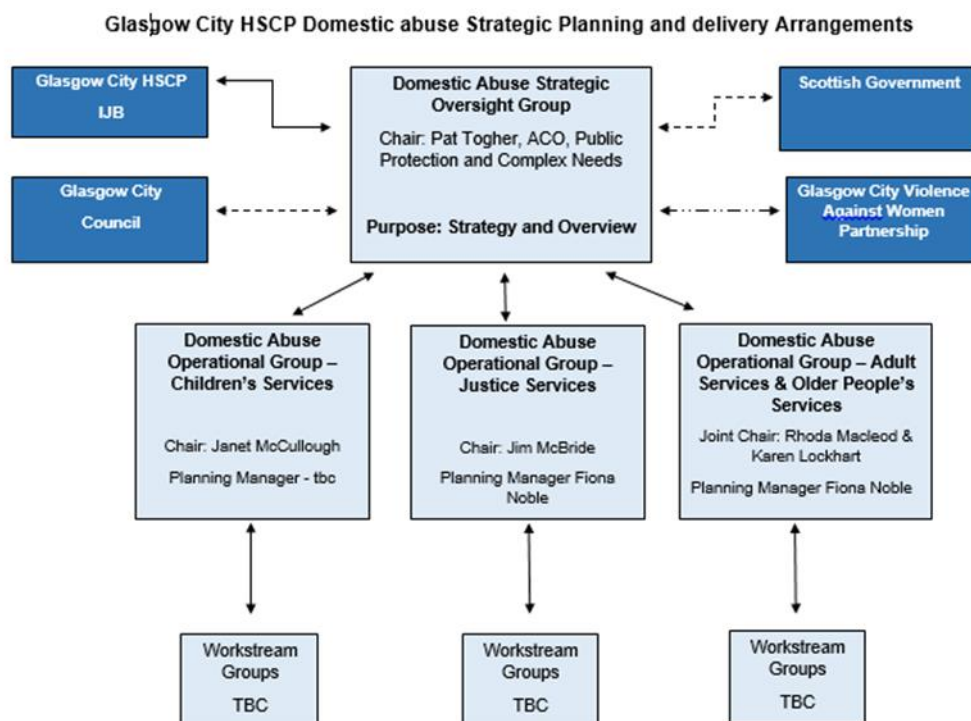 Glasgow City HSCP Domestic abuse Strategic Planning and delivery Arrangements
Glasgow City HSCP
IJB
Domestic Abuse Strategic
Oversight Group
Chair: Pat Togher, ACO, Public
Protection and Complex Needs
Purpose: Strategy and Overview
Scottish Government
Glasgow City
Council
Glasgow City Violence
Against Women
Partnership
Domestic Abuse
Operational Group –
Children's Services
Chair: Janet McCullough
Planning Manager - tbc
Domestic Abuse
Operational Group –
Justice Services
Chair: Jim McBride
Planning Manager Fiona
Noble
Domestic Abuse
Operational Group – Adult
Services & Older People's
Services
Joint Chair: Rhoda Macleod &
Karen Lockhart
Planning Manager Fiona Noble
Workstream
Groups
TBC
Workstream
Groups
TBC
Workstream
Groups
TBC